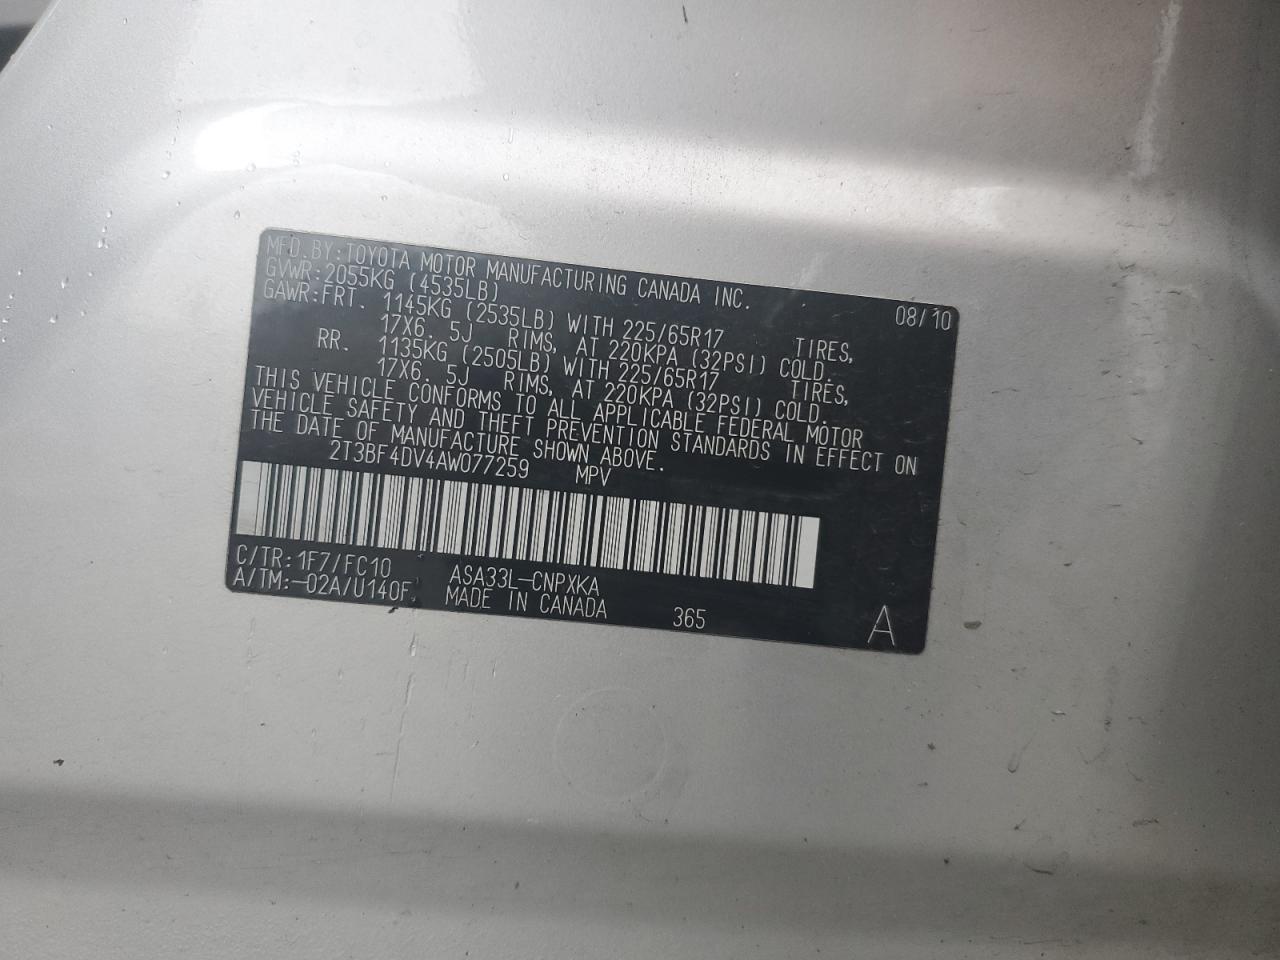 MFD. BY: TOYOTA MOTOR MANUFACTURING CANADA INC. 08/10
GVWR: 2055KG (4535LB)
GAWR: FRT. 1145KG (2535LB) WITH 225/65R17 TIRES,
17X6. 5J RIMS, AT 220KPA (32PSI) COLD.
RR. 1135KG (2505LB) WITH 225/65R17 TIRES,
17X6. 5J RIMS, AT 220KPA (32PSI) COLD.
THIS VEHICLE CONFORMS TO ALL APPLICABLE FEDERAL MOTOR
VEHICLE SAFETY AND THEFT PREVENTION STANDARDS IN EFFECT ON
THE DATE OF MANUFACTURE SHOWN ABOVE.
2T3BF4DV4AW077259 MPV
C/TR: 1F7/FC10 ASA33L-CNPXKA
A/TM: -02A/U140F. MADE IN CANADA 365 A